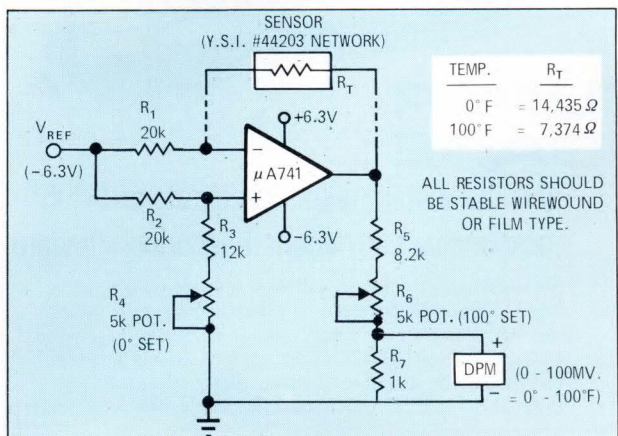 SENSOR
(Y.S.I. #44203 NETWORK)
R_T
TEMP. R_T
0°F = 14,435 Ω
100°F = 7,374 Ω
ALL RESISTORS SHOULD
BE STABLE WIREWOUND
OR FILM TYPE.
V_REF
(-6.3V)
R_1
20k
R_2
20k
+6.3V
−
μA741
+
-6.3V
R_3
12k
R_4
5k POT.
(0° SET)
R_5
8.2k
R_6
5k POT. (100° SET)
R_7
1k
+
DPM
−
(0 - 100MV.
= 0° - 100°F)